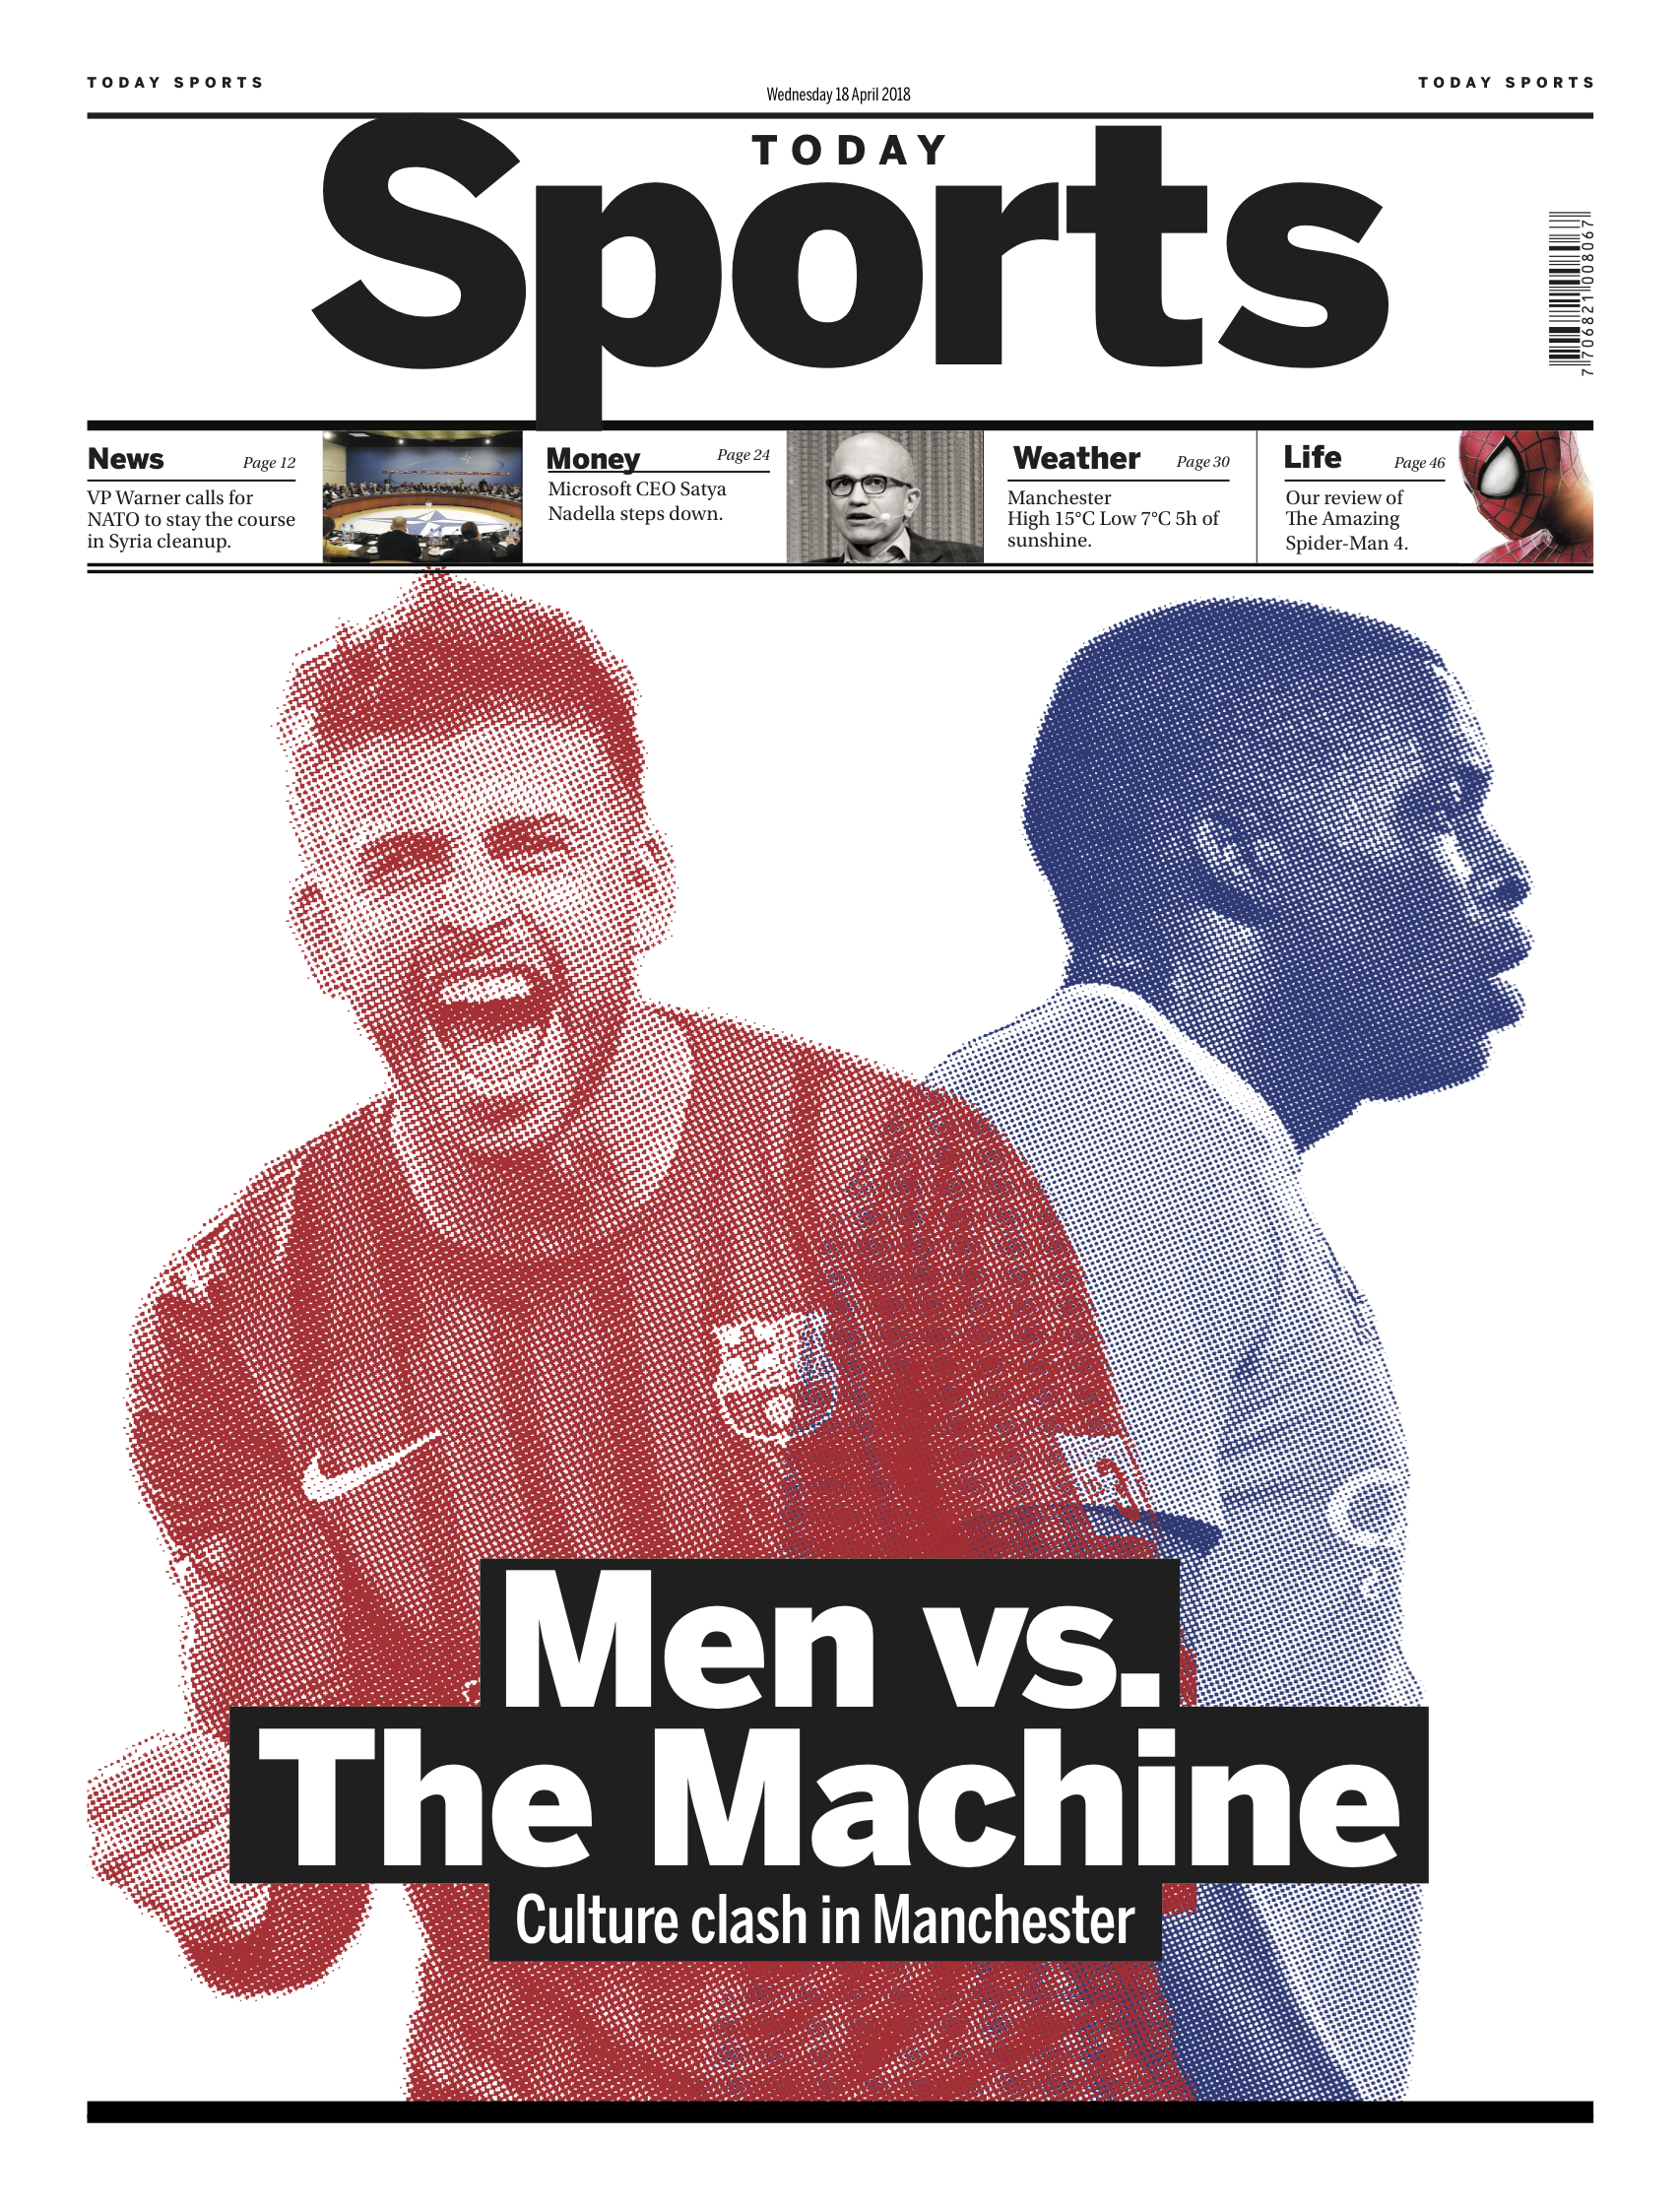 TODAY SPORTS
Wednesday 18 April 2018
TODAY SPORTS
TODAY
Sports
7 706821 008067
News
Page 12
VP Warner calls for
NATO to stay the course
in Syria cleanup.
Money
Page 24
Microsoft CEO Satya
Nadella steps down.
Weather
Page 30
Manchester
High 15°C Low 7°C 5h of
sunshine.
Life
Page 46
Our review of
The Amazing
Spider-Man 4.
Men vs.
The Machine
Culture clash in Manchester